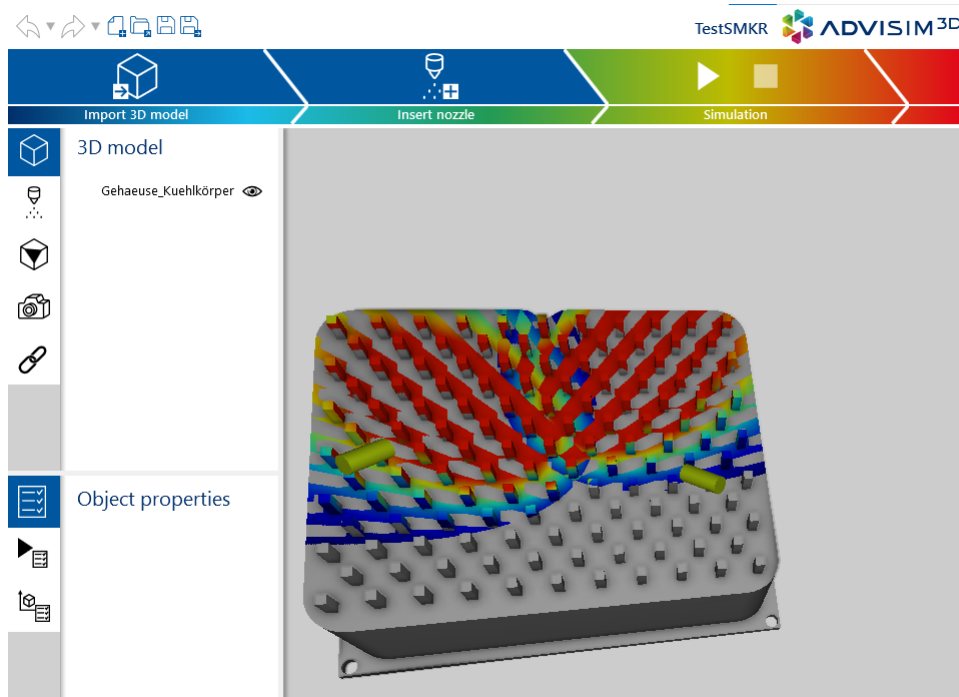 TestSMKR ADVISIM3D
Import 3D model
Insert nozzle
Simulation
3D model
Gehaeuse_Kuehlkörper
Object properties